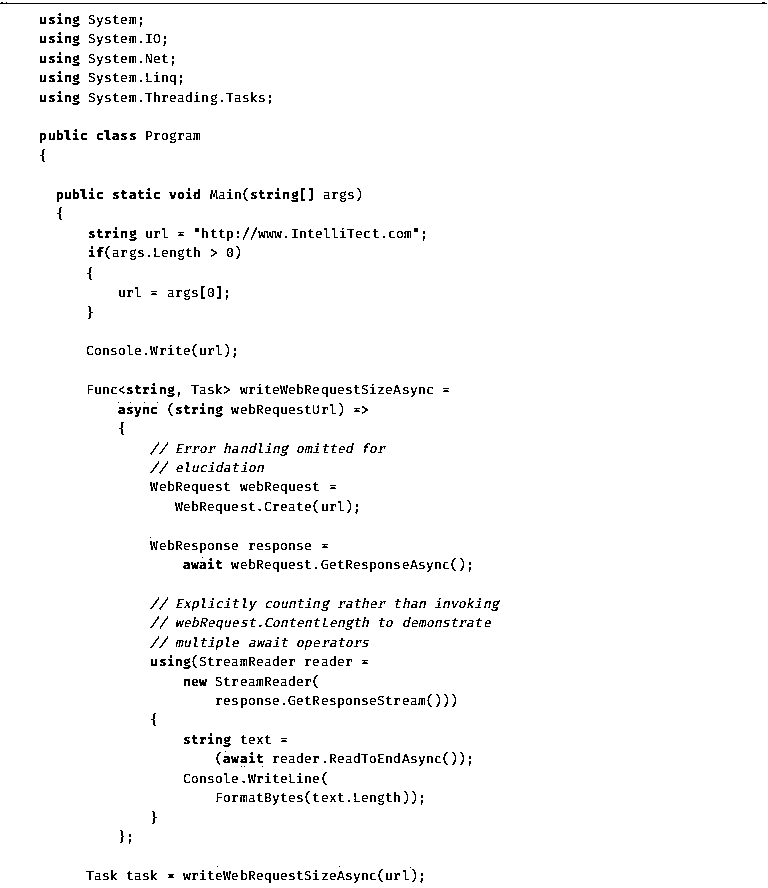 using System;
using System.IO;
using System.Net;
using System.Linq;
using System.Threading.Tasks;
public class Program
{
public static void Main(string[] args)
{
string url = "http://www.IntelliTect.com";
if(args.Length > 0)
{
url = args[0];
}
Console.Write(url);
Func<string, Task> writeWebRequestSizeAsync =
async (string webRequestUrl) =>
{
// Error handling omitted for
// elucidation
WebRequest webRequest =
WebRequest.Create(url);
WebResponse response =
await webRequest.GetResponseAsync();
// Explicitly counting rather than invoking
// webRequest.ContentLength to demonstrate
// multiple await operators
using(StreamReader reader =
new StreamReader(
response.GetResponseStream()))
{
string text =
(await reader.ReadToEndAsync());
Console.WriteLine(
FormatBytes(text.Length));
}
};
Task task = writeWebRequestSizeAsync(url);